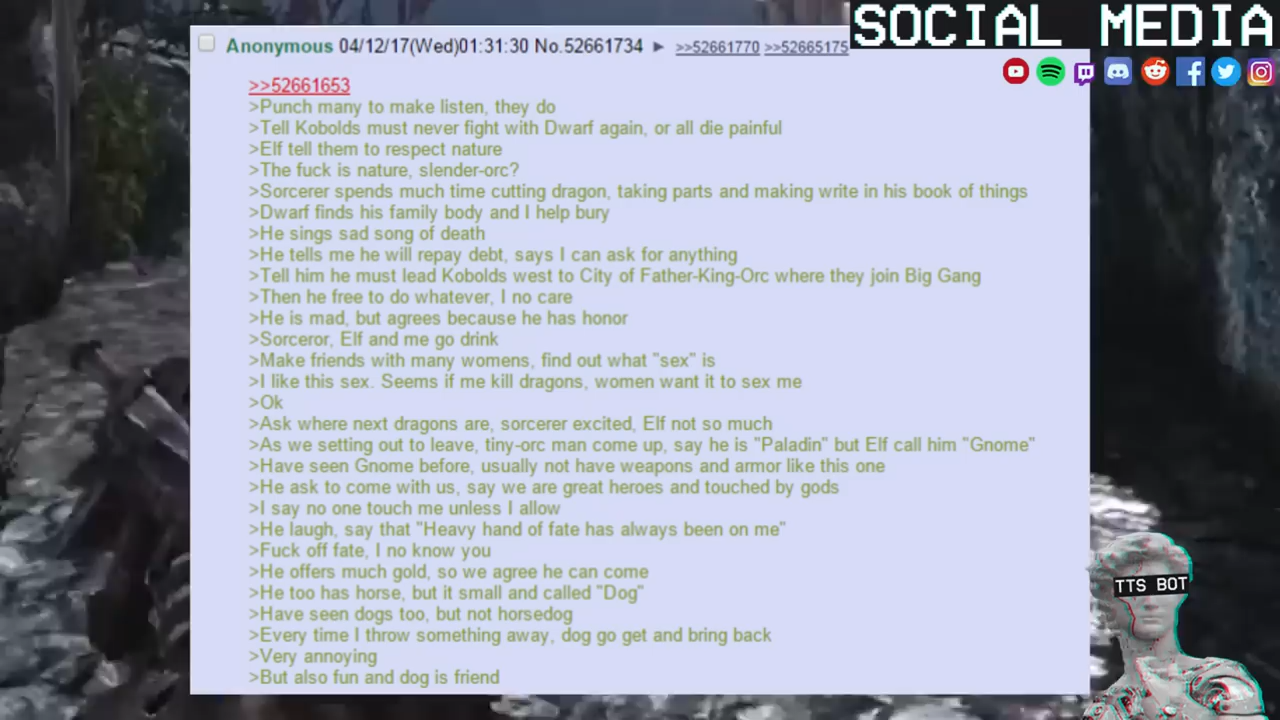 SOCIAL MEDIA
Anonymous 04/12/17(Wed)01:31:30 No.52661734 ▶ >>52661770 >>52665175
>>52661653
>Punch many to make listen, they do
>Tell Kobolds must never fight with Dwarf again, or all die painful
>Elf tell them to respect nature
>The fuck is nature, slender-orc?
>Sorcerer spends much time cutting dragon, taking parts and making write in his book of things
>Dwarf finds his family body and I help bury
>He sings sad song of death
>He tells me he will repay debt, says I can ask for anything
>Tell him he must lead Kobolds west to City of Father-King-Orc where they join Big Gang
>Then he free to do whatever, I no care
>He is mad, but agrees because he has honor
>Sorceror, Elf and me go drink
>Make friends with many womens, find out what "sex" is
>I like this sex. Seems if me kill dragons, women want it to sex me
>Ok
>Ask where next dragons are, sorcerer excited, Elf not so much
>As we setting out to leave, tiny-orc man come up, say he is "Paladin" but Elf call him "Gnome"
>Have seen Gnome before, usually not have weapons and armor like this one
>He ask to come with us, say we are great heroes and touched by gods
>I say no one touch me unless I allow
>He laugh, say that "Heavy hand of fate has always been on me"
>Fuck off fate, I no know you
>He offers much gold, so we agree he can come
>He too has horse, but it small and called "Dog"
>Have seen dogs too, but not horsedog
>Every time I throw something away, dog go get and bring back
>Very annoying
>But also fun and dog is friend
TTS BOT